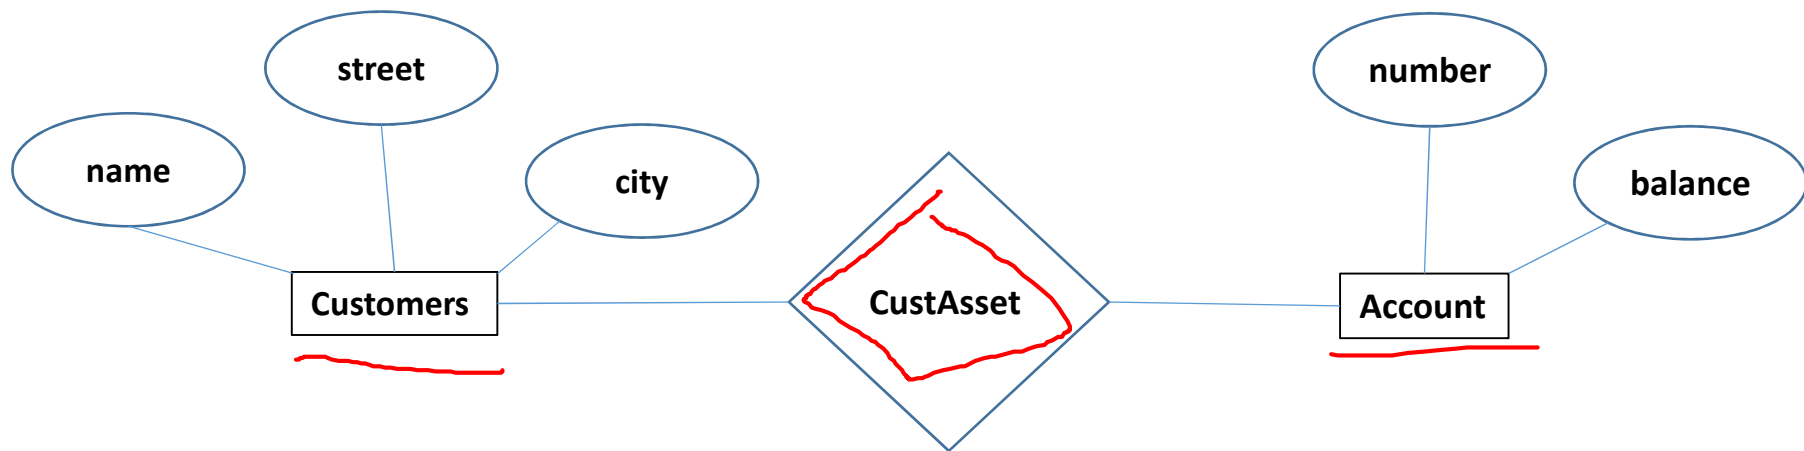 street
number
name
city
balance
Customers
CustAsset
Account